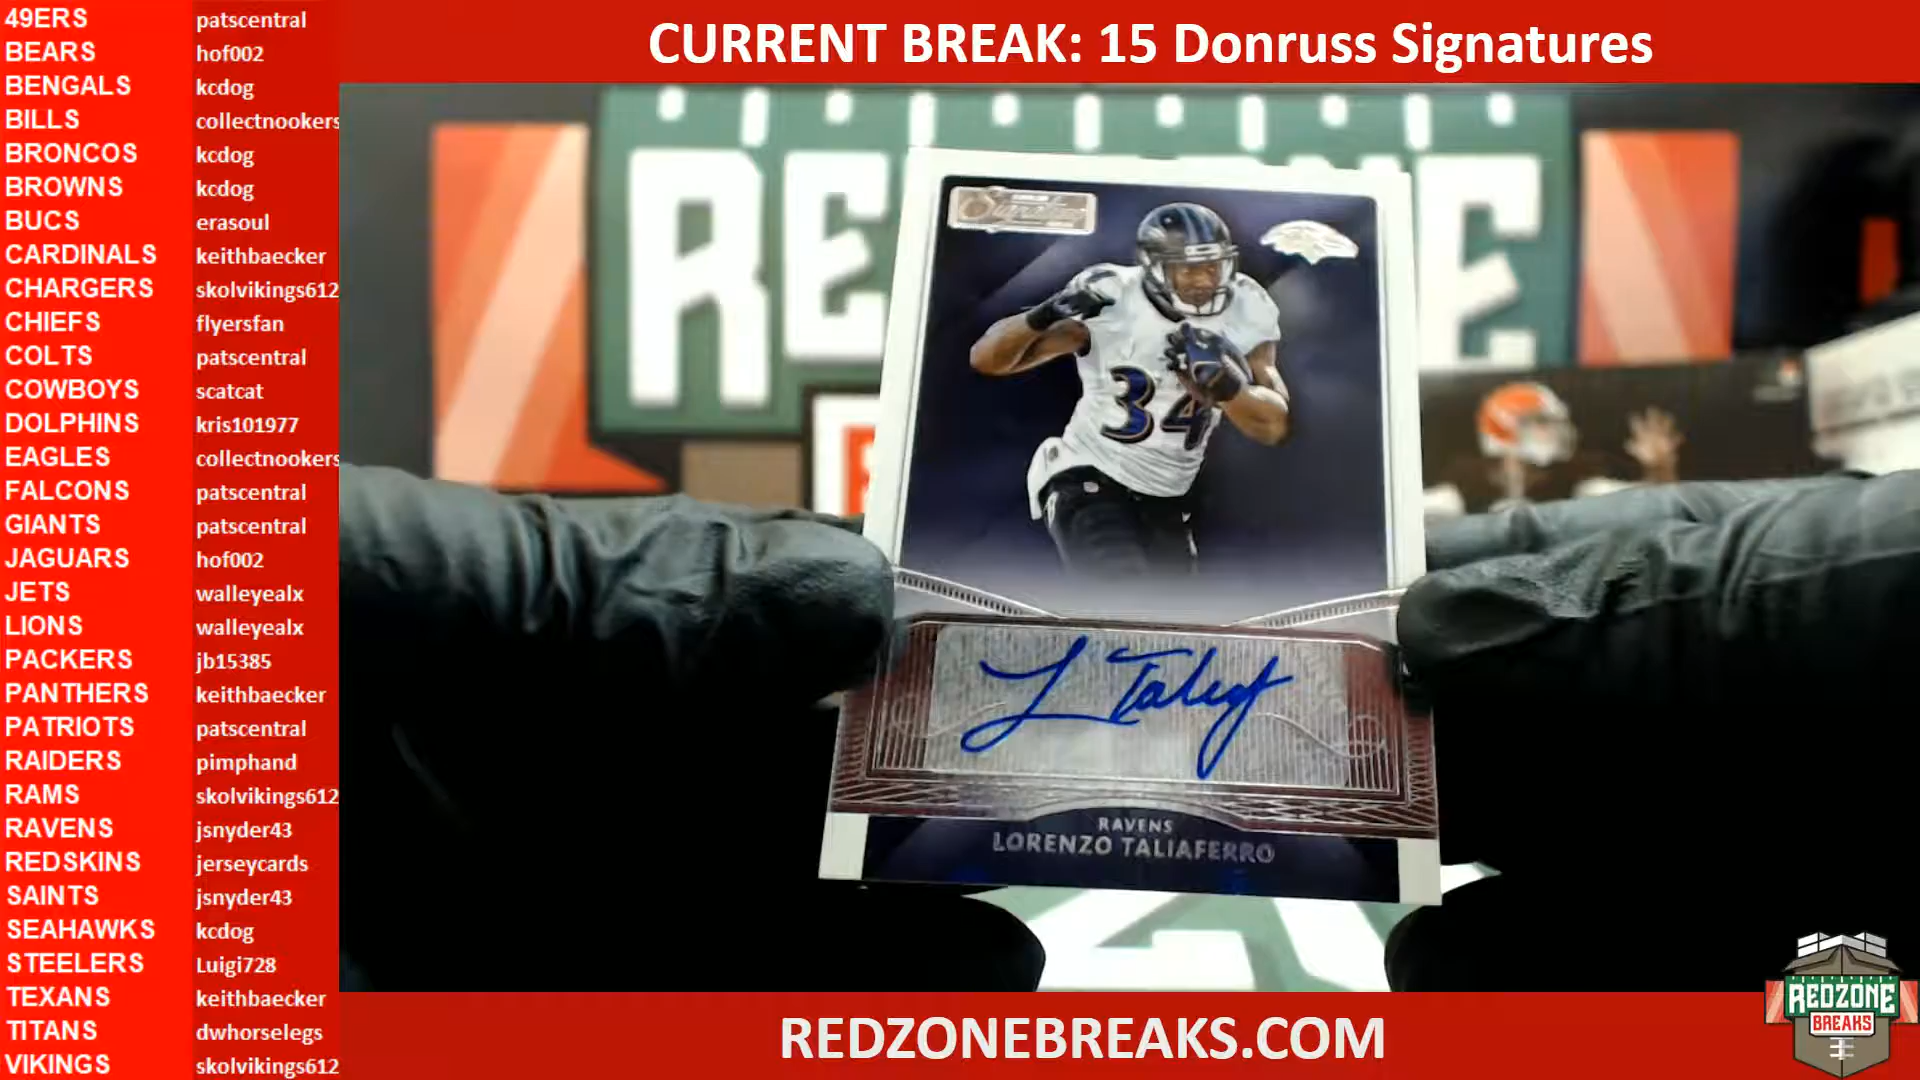 CURRENT BREAK: 15 Donruss Signatures
49ERS patscentral
BEARS hof002
BENGALS kcdog
BILLS collectnookers
BRONCOS kcdog
BROWNS kcdog
BUCS erasoul
CARDINALS keithbaecker
CHARGERS skolvikings612
CHIEFS flyersfan
COLTS patscentral
COWBOYS scatcat
DOLPHINS kris101977
EAGLES collectnookers
FALCONS patscentral
GIANTS patscentral
JAGUARS hof002
JETS walleyealx
LIONS walleyealx
PACKERS jb15385
PANTHERS keithbaecker
PATRIOTS patscentral
RAIDERS pimphand
RAMS skolvikings612
RAVENS jsnyder43
REDSKINS jerseycards
SAINTS jsnyder43
SEAHAWKS kcdog
STEELERS Luigi728
TEXANS keithbaecker
TITANS dwhorselegs
VIKINGS skolvikings612
34
RAVENS
LORENZO TALIAFERRO
REDZONEBREAKS.COM
REDZONE
BREAKS